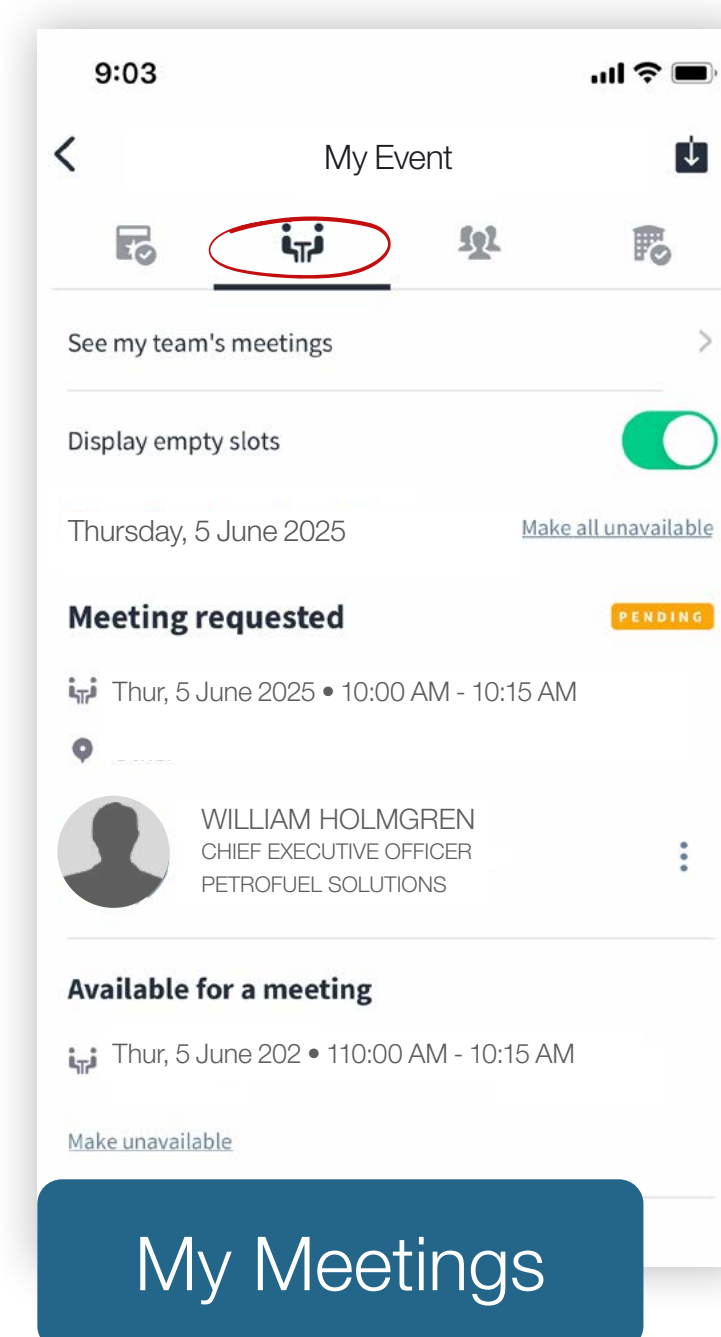 9:03
My Event
See my team's meetings
Display empty slots
Thursday, 5 June 2025
Make all unavailable
Meeting requested
PENDING
Thur, 5 June 2025 • 10:00 AM - 10:15 AM
WILLIAM HOLMGREN
CHIEF EXECUTIVE OFFICER
PETROFUEL SOLUTIONS
Available for a meeting
Thur, 5 June 202 • 110:00 AM - 10:15 AM
Make unavailable
My Meetings